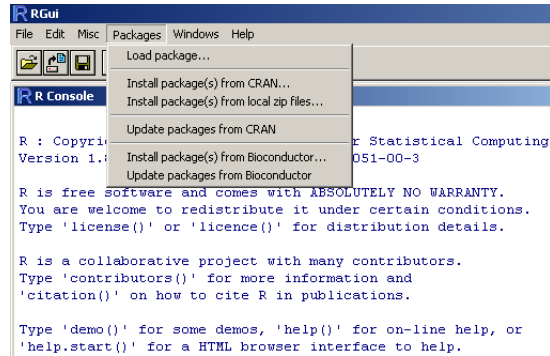 RGui
File Edit Misc Packages Windows Help
Load package...
Install package(s) from CRAN...
Install package(s) from local zip files...
Update packages from CRAN
Install package(s) from Bioconductor...
Update packages from Bioconductor
R Console
R : Copyri r Statistical Computing
Version 1. 051-00-3
R is free software and comes with ABSOLUTELY NO WARRANTY.
You are welcome to redistribute it under certain conditions.
Type 'license()' or 'licence()' for distribution details.
R is a collaborative project with many contributors.
Type 'contributors()' for more information and
'citation()' on how to cite R in publications.
Type 'demo()' for some demos, 'help()' for on-line help, or
'help.start()' for a HTML browser interface to help.